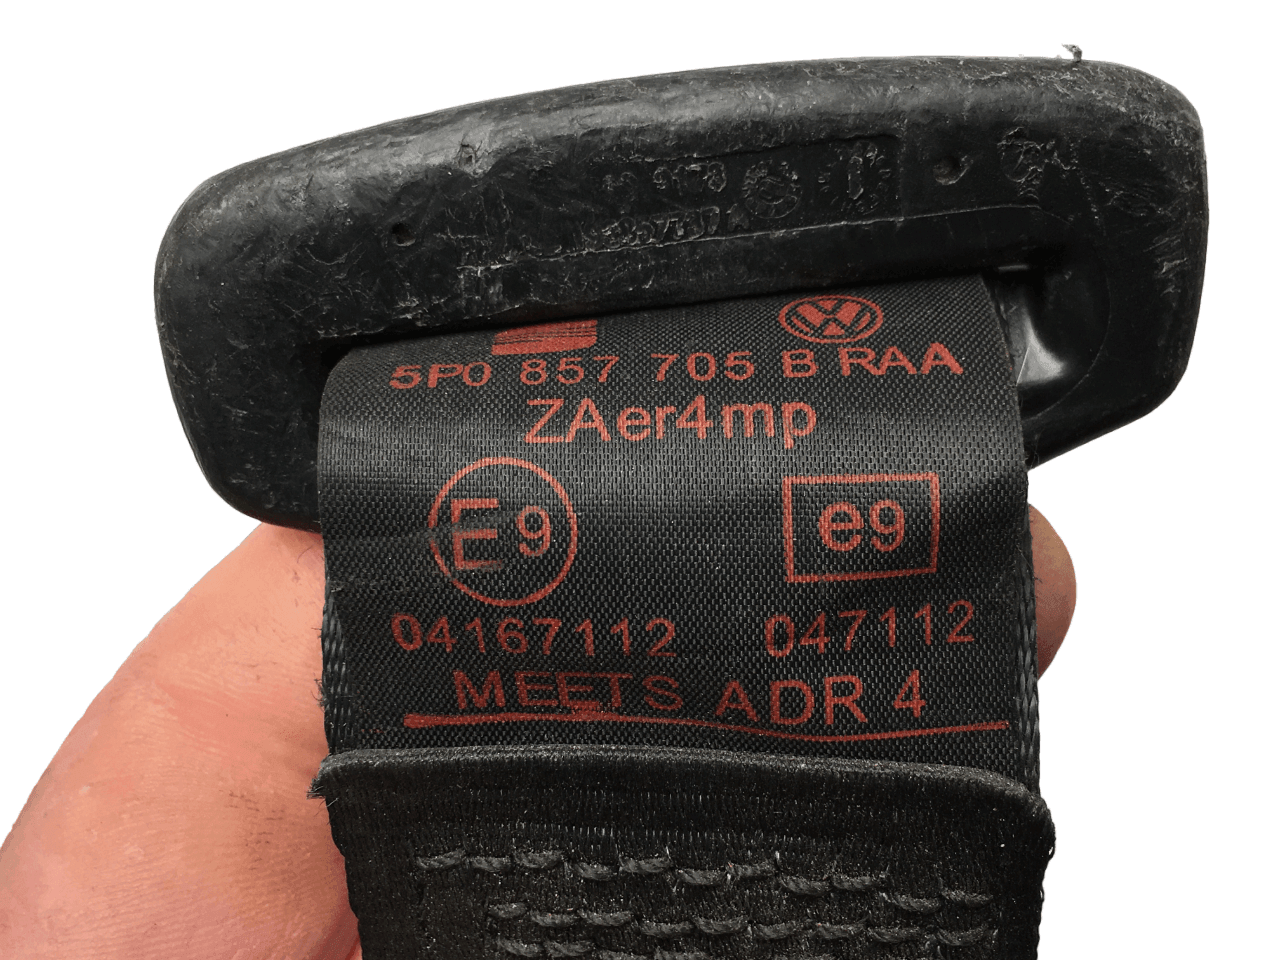 5P0 857 705 B RAA
ZAer4mp
E9 e9
04167112 047112
MEETS ADR 4